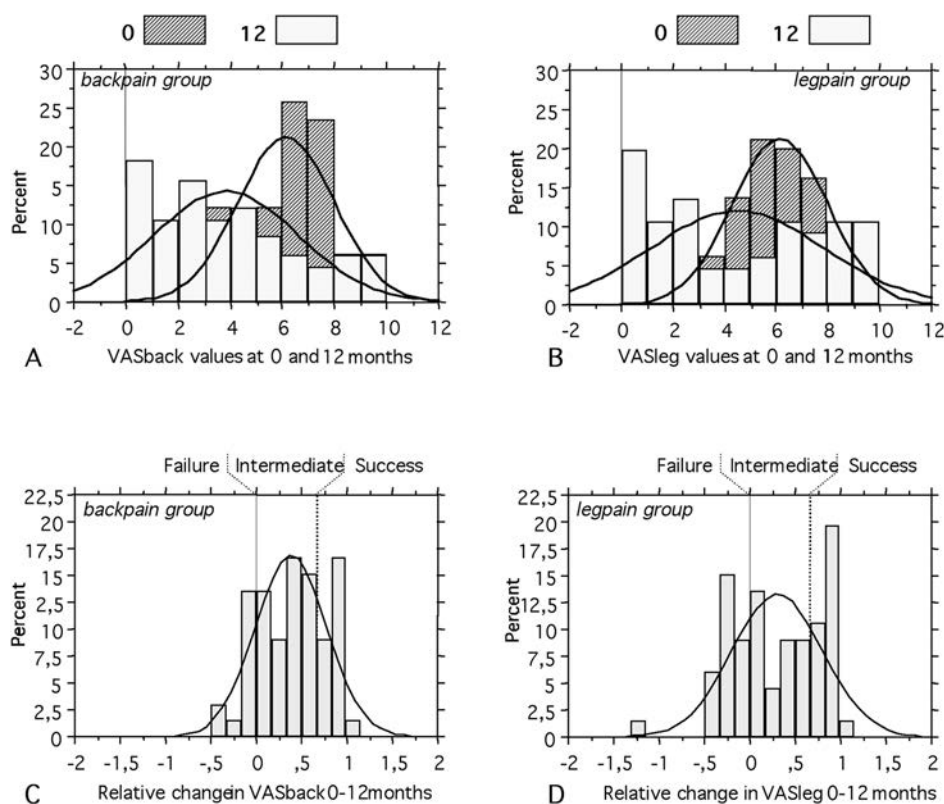 0 12
30
25
20
5
10
5
0
Percent
backpain group
-2 0 2 4 6 8 10 12
A VASback values at 0 and 12 months
0 12
30
25
20
15
10
5
0
Percent
legpain group
-2 0 2 4 6 8 10 12
B VASleg values at 0 and 12 months
Failure Intermediate Success
22,5
20
17,5
15
2,5
10
7,5
5
2,5
0
Percent
backpain group
-2 -1,5 -1 -,5 0 ,5 1 1,5 2
C Relative change in VASback 0-12 months
Failure Intermediate Success
22,5
20
17,5
15
2,5
10
7,5
5
2,5
0
Percent
legpain group
-2 -1,5 -1 -,5 0 ,5 1 1,5 2
D Relative change in VASleg 0-12 months